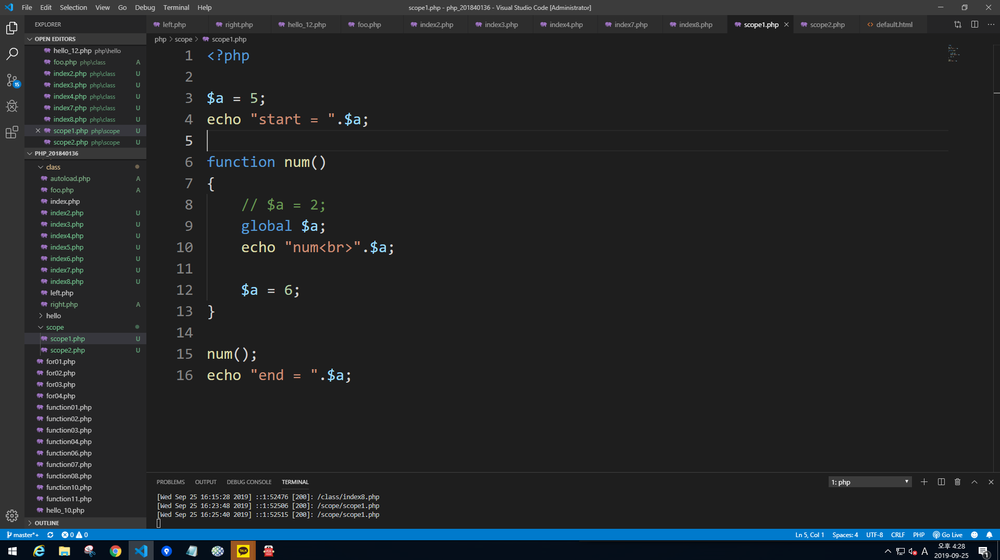 File Edit Selection View Go Debug Terminal Help
scope1.php - php_201840136 - Visual Studio Code [Administrator]
EXPLORER
OPEN EDITORS
hello_12.php php\hello
foo.php php\class A
index2.php php\class U
index3.php php\class U
index4.php php\class U
index7.php php\class U
index8.php php\class U
scope1.php php\scope U
scope2.php php\scope U
PHP_201840136
class
autoload.php A
foo.php A
index.php
index2.php U
index3.php U
index4.php U
index5.php U
index6.php U
index7.php U
index8.php U
left.php
right.php A
hello
scope
scope1.php U
scope2.php U
for01.php
for02.php
for03.php
for04.php
function01.php
function02.php
function03.php
function04.php
function06.php
function07.php
function08.php
function10.php
function11.php
hello_10.php
OUTLINE
15
left.php right.php hello_12.php foo.php index2.php index3.php index4.php index7.php index8.php scope1.php scope2.php default.html
php > scope > scope1.php
1 <?php
2
3 $a = 5;
4 echo "start = ".$a;
5
6 function num()
7 {
8 // $a = 2;
9 global $a;
10 echo "num<br>".$a;
11
12 $a = 6;
13 }
14
15 num();
16 echo "end = ".$a;
PROBLEMS OUTPUT DEBUG CONSOLE TERMINAL
1: php
[Wed Sep 25 16:15:28 2019] ::1:52476 [200]: /class/index8.php
[Wed Sep 25 16:23:48 2019] ::1:52506 [200]: /scope/scope1.php
[Wed Sep 25 16:25:40 2019] ::1:52515 [200]: /scope/scope1.php
master*+ 0 0
Ln 5, Col 1 Spaces: 4 UTF-8 CRLF PHP Go Live
TALK
A
오후 4:28
2019-09-25
1